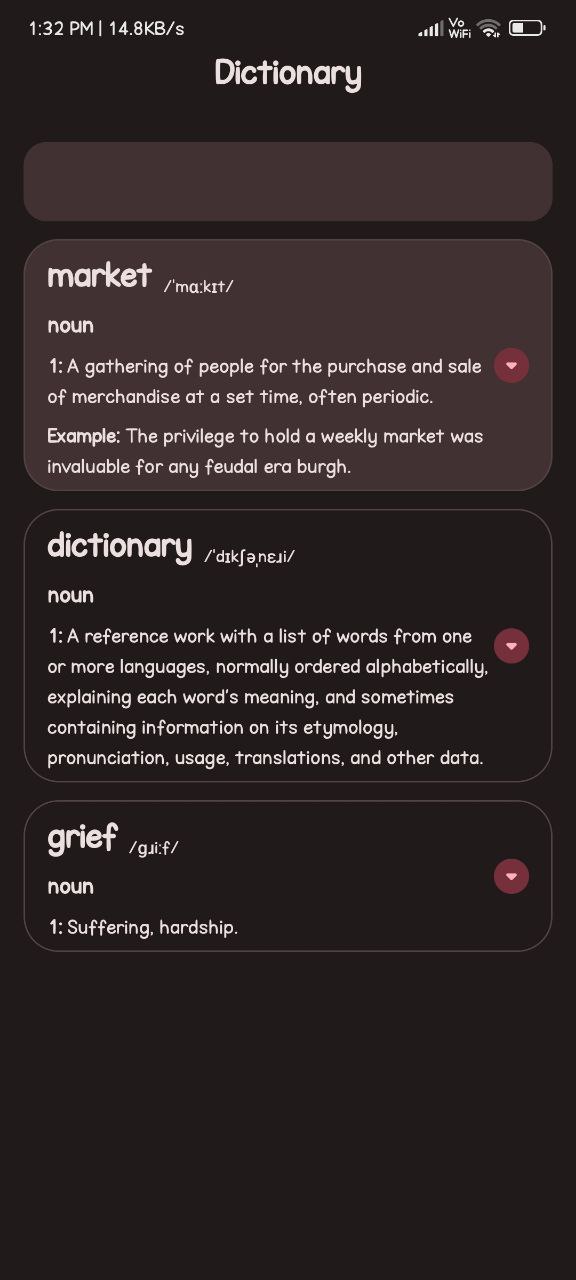 1:32 PM | 14.8KB/s
Vo
WiFi
Dictionary
market /ˈmɑːkɪt/
noun
1: A gathering of people for the purchase and sale
of merchandise at a set time, often periodic.
Example: The privilege to hold a weekly market was
invaluable for any feudal era burgh.
dictionary /ˈdɪkʃəˌnɛɹi/
noun
1: A reference work with a list of words from one
or more languages, normally ordered alphabetically,
explaining each word's meaning, and sometimes
containing information on its etymology,
pronunciation, usage, translations, and other data.
grief /ɡɹiːf/
noun
1: Suffering, hardship.